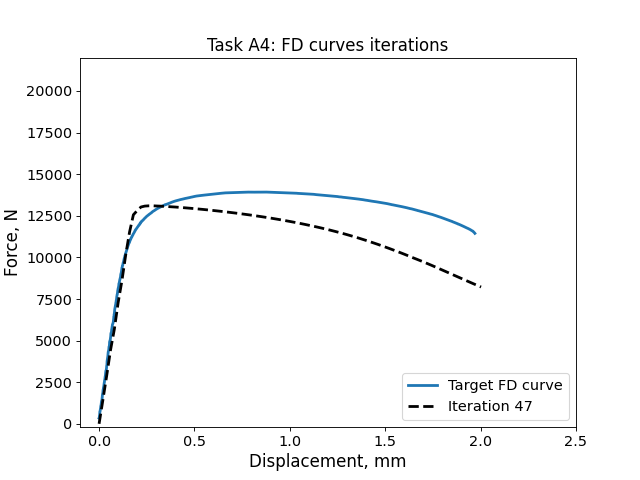 Task A4: FD curves iterations
Force, N
20000
17500
15000
12500
10000
7500
5000
2500
0
0.0 0.5 1.0 1.5 2.0 2.5
Displacement, mm
Target FD curve
Iteration 47